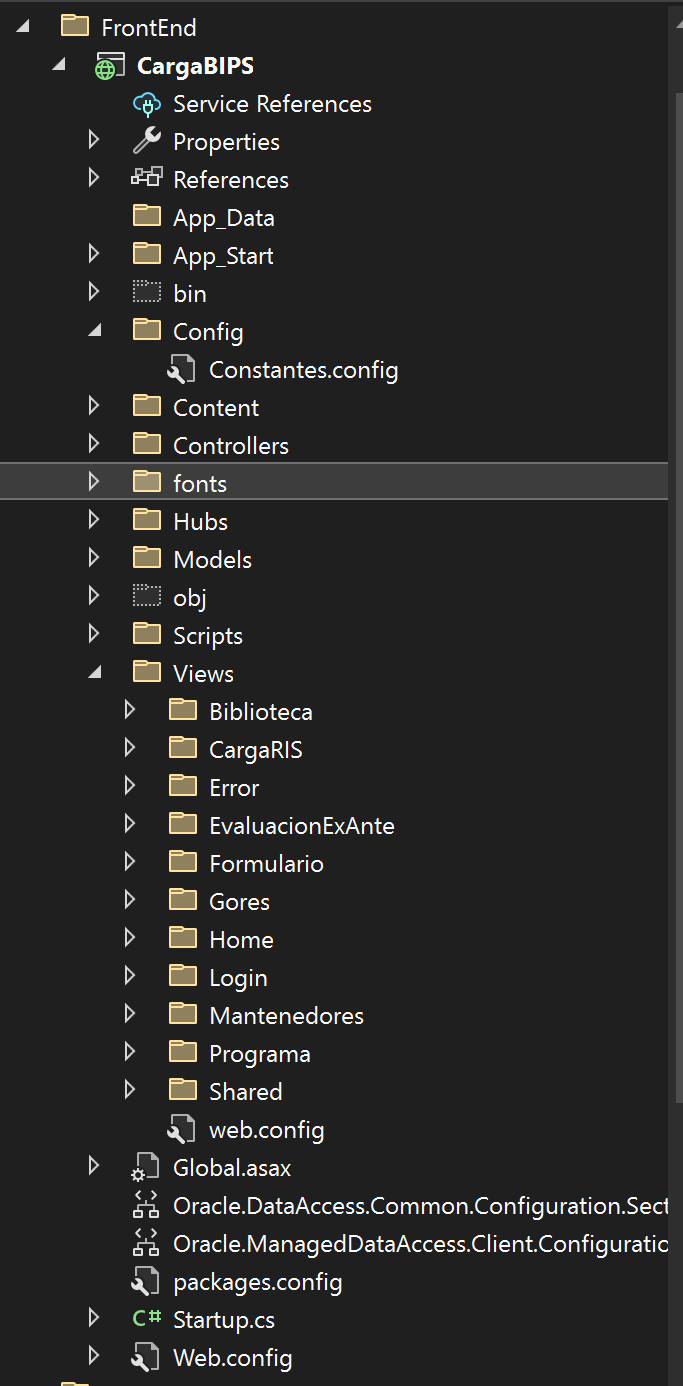 FrontEnd
CargaBIPS
Service References
Properties
References
App_Data
App_Start
bin
Config
Constantes.config
Content
Controllers
fonts
Hubs
Models
obj
Scripts
Views
Biblioteca
CargaRIS
Error
EvaluacionExAnte
Formulario
Gores
Home
Login
Mantenedores
Programa
Shared
web.config
Global.asax
Oracle.DataAccess.Common.Configuration.Sect
Oracle.ManagedDataAccess.Client.Configuratio
packages.config
C# Startup.cs
Web.config